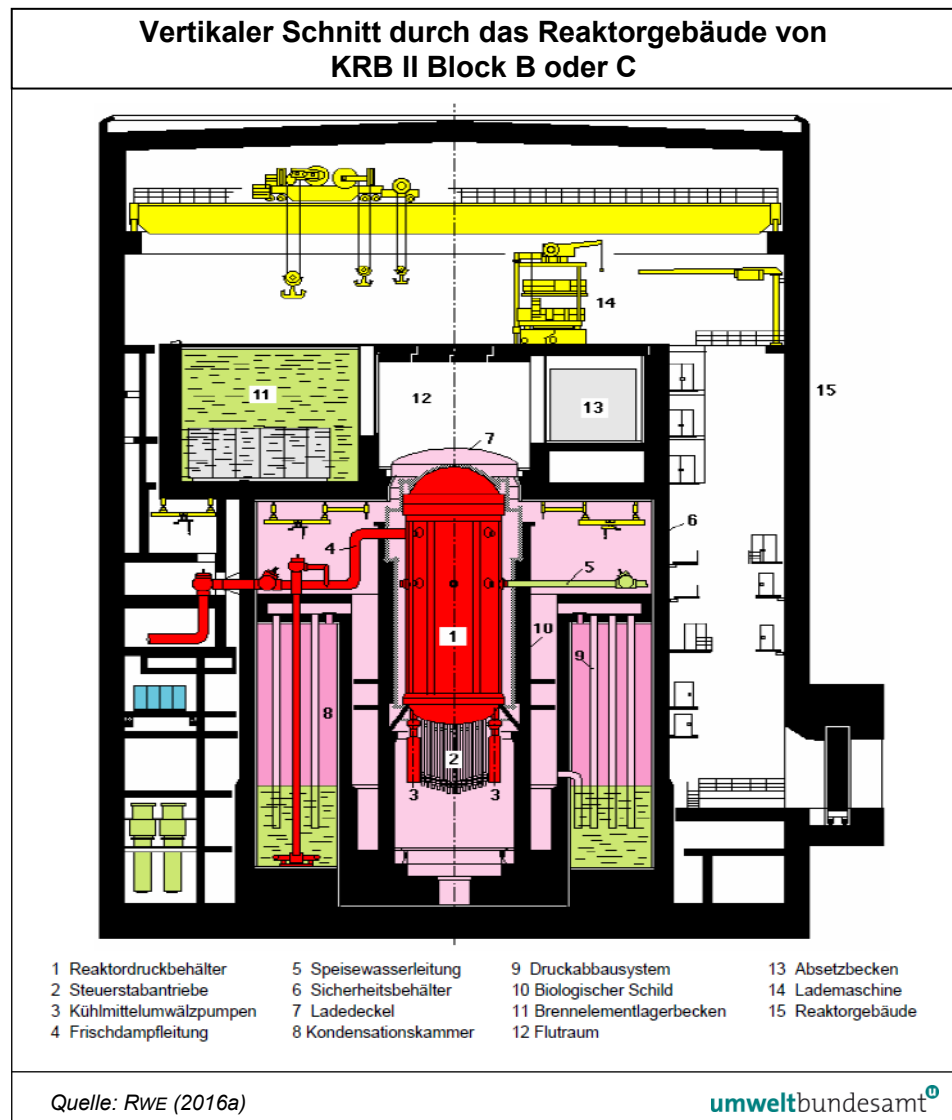 Vertikaler Schnitt durch das Reaktorgebäude von
KRB II Block B oder C
14
11
12
13
15
7
6
4
5
1
10
9
8
2
3
3
1 Reaktordruckbehälter
2 Steuerstabantriebe
3 Kühlmittelumwälzpumpen
4 Frischdampfleitung
5 Speisewasserleitung
6 Sicherheitsbehälter
7 Ladedeckel
8 Kondensationskammer
9 Druckabbausystem
10 Biologischer Schild
11 Brennelementlagerbecken
12 Flutraum
13 Absetzbecken
14 Lademaschine
15 Reaktorgebäude
Quelle: RWE (2016a)
umweltbundesamt u